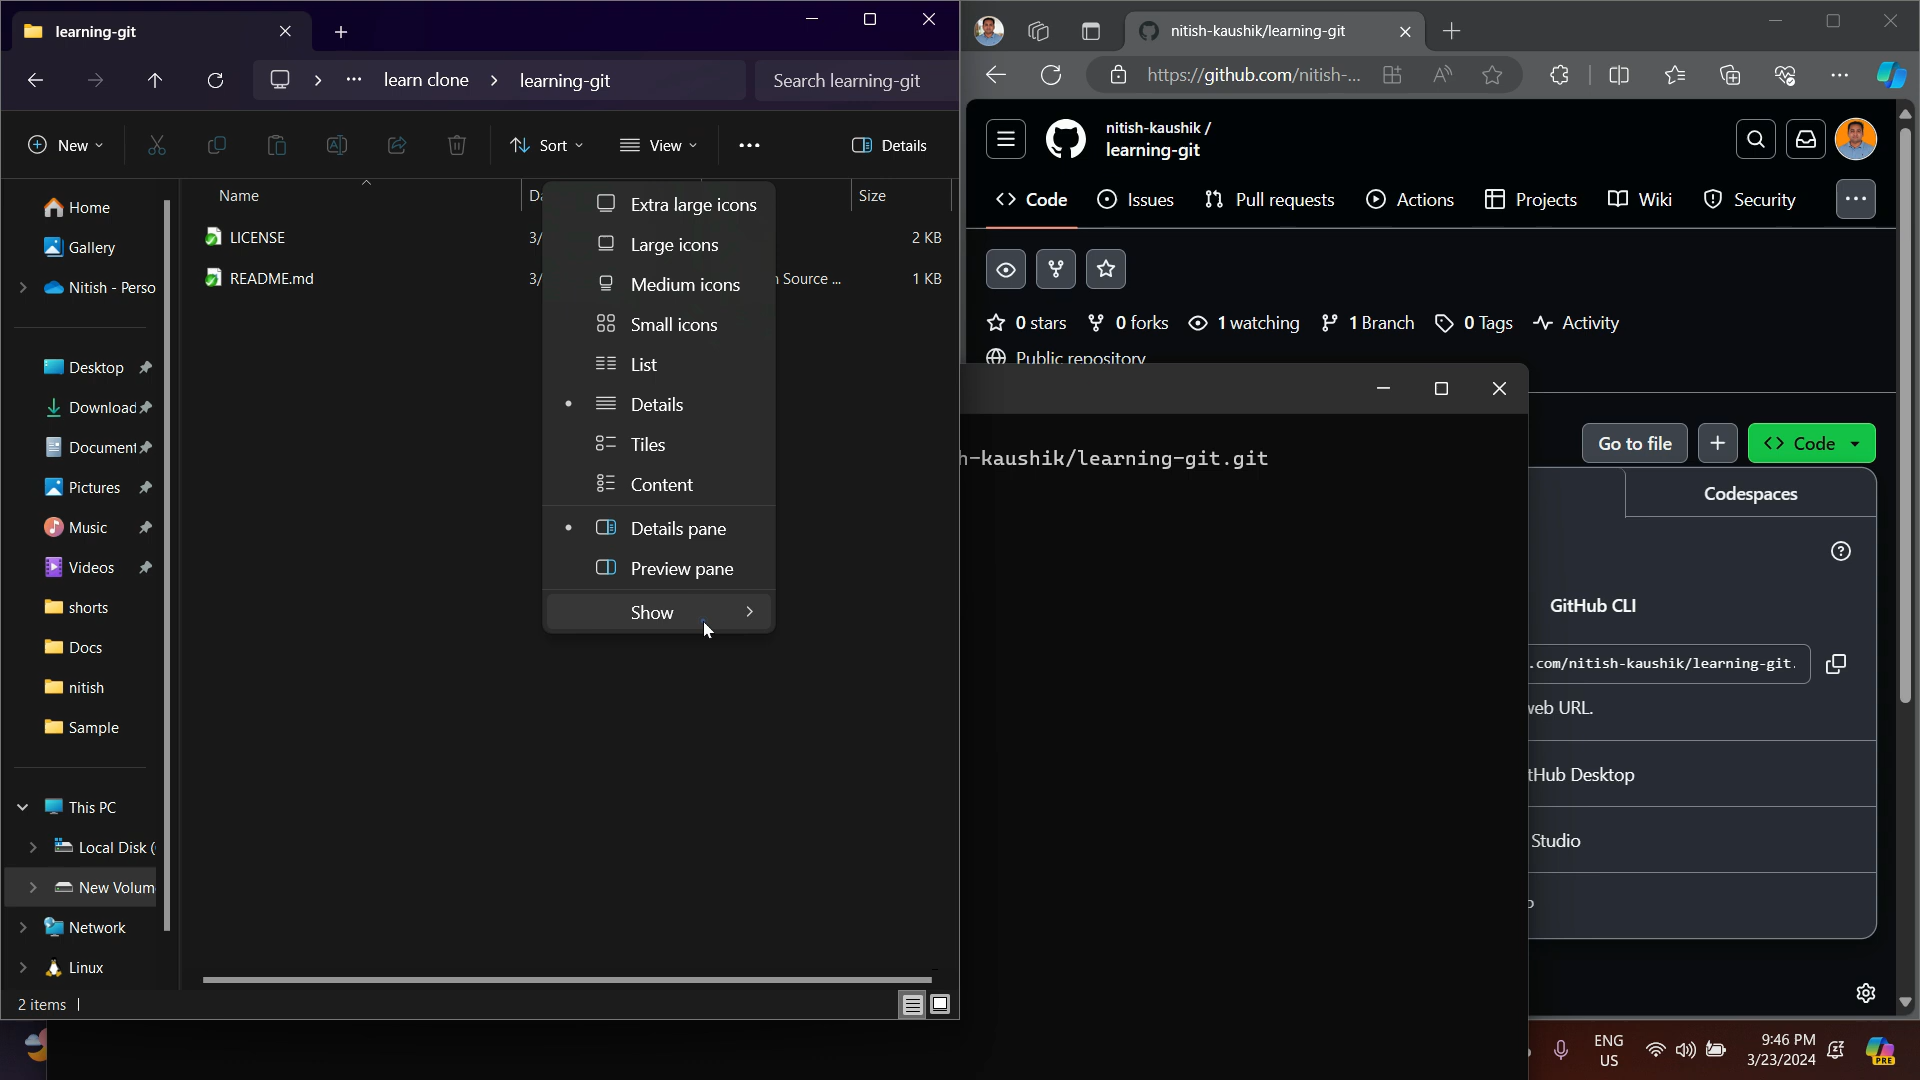 learning-git
learn clone
learning-git
Search learning-git
New
Sort
View
Details
Home
Gallery
Nitish - Perso
Desktop
Download
Document
Pictures
Music
Videos
shorts
Docs
nitish
Sample
This PC
Local Disk (
New Volum
Network
Linux
Name
Da
Size
LICENSE
3/
2 KB
README.md
3/
Source ...
1 KB
Extra large icons
Large icons
Medium icons
Small icons
List
Details
Tiles
Content
Details pane
Preview pane
Show
2 items
nitish-kaushik/learning-git
https://github.com/nitish-...
nitish-kaushik /
learning-git
Code
Issues
Pull requests
Actions
Projects
Wiki
Security
0 stars
0 forks
1 watching
1 Branch
0 Tags
Activity
Public repository
h-kaushik/learning-git.git
Go to file
Code
Codespaces
GitHub CLI
.com/nitish-kaushik/learning-git.
web URL.
tHub Desktop
Studio
ENG
US
9:46 PM
3/23/2024
PRE